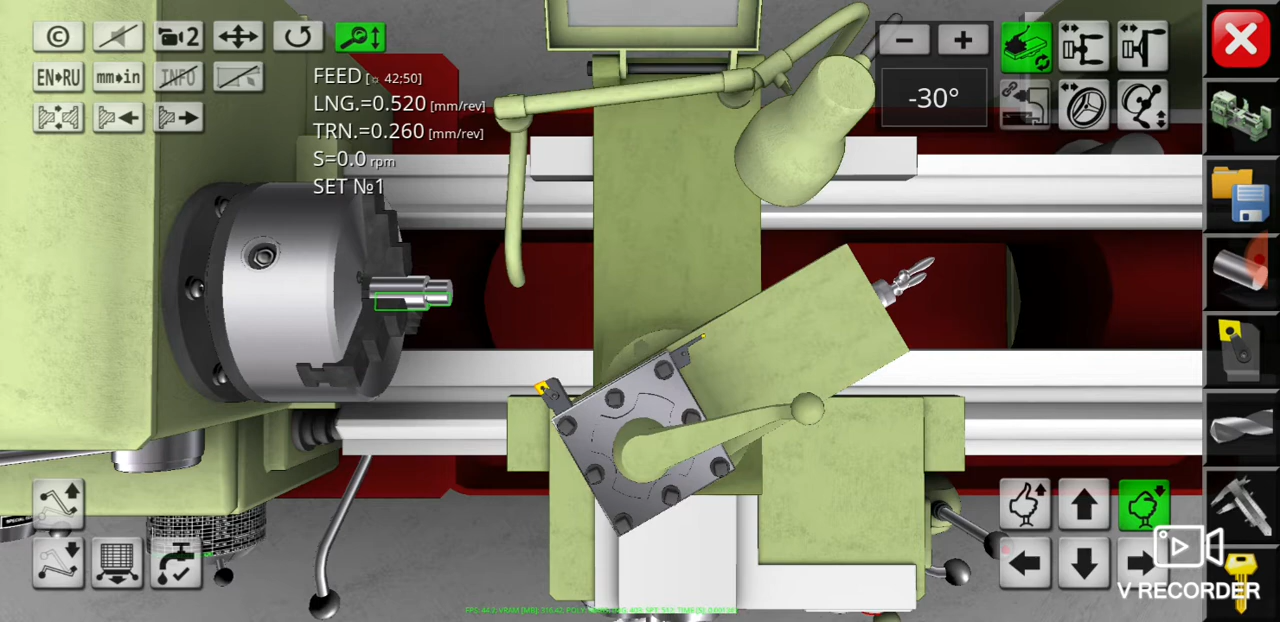 ©
2
EN➧RU
mm➧in
INFO
FEED [☼ 42;50]
LNG.=0.520 [mm/rev]
TRN.=0.260 [mm/rev]
S=0.0 rpm
SET №1
-30°
V RECORDER